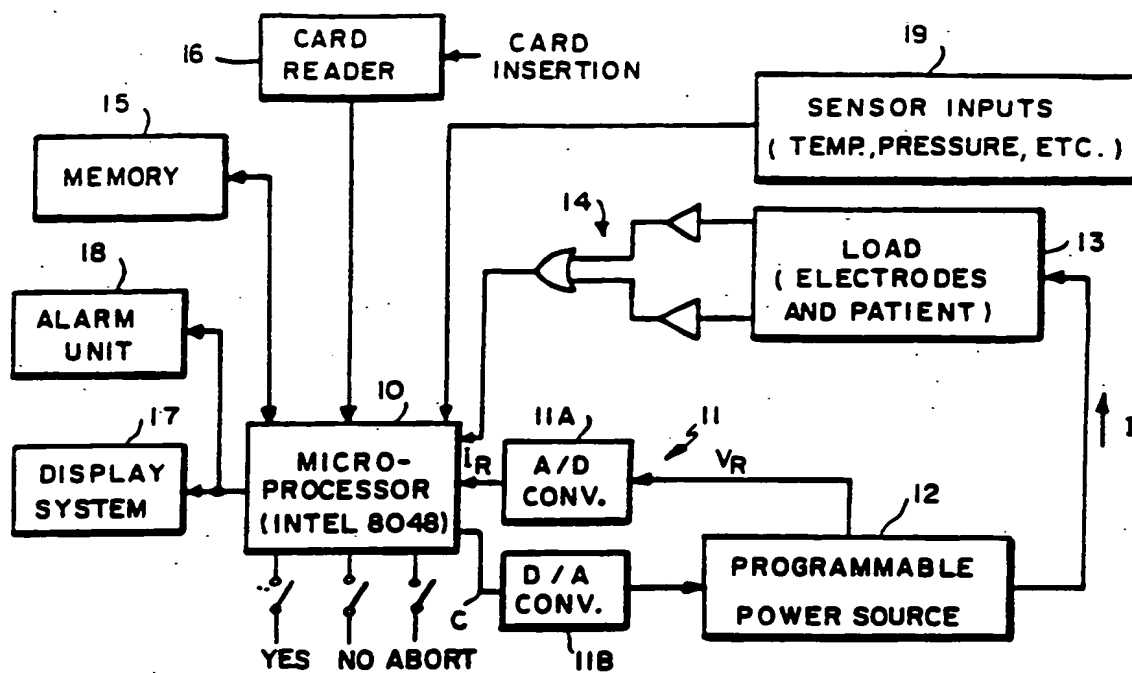 16
CARD
READER
CARD
INSERTION
19
SENSOR INPUTS
( TEMP., PRESSURE, ETC. )
15
MEMORY
14
LOAD
( ELECTRODES
AND PATIENT )
13
18
ALARM
UNIT
17
DISPLAY
SYSTEM
10
MICRO-
PROCESSOR
(INTEL 8048)
I_R
11A
A/D
CONV.
11
V_R
I
12
PROGRAMMABLE
POWER SOURCE
C
D/A
CONV.
11B
YES NO ABORT